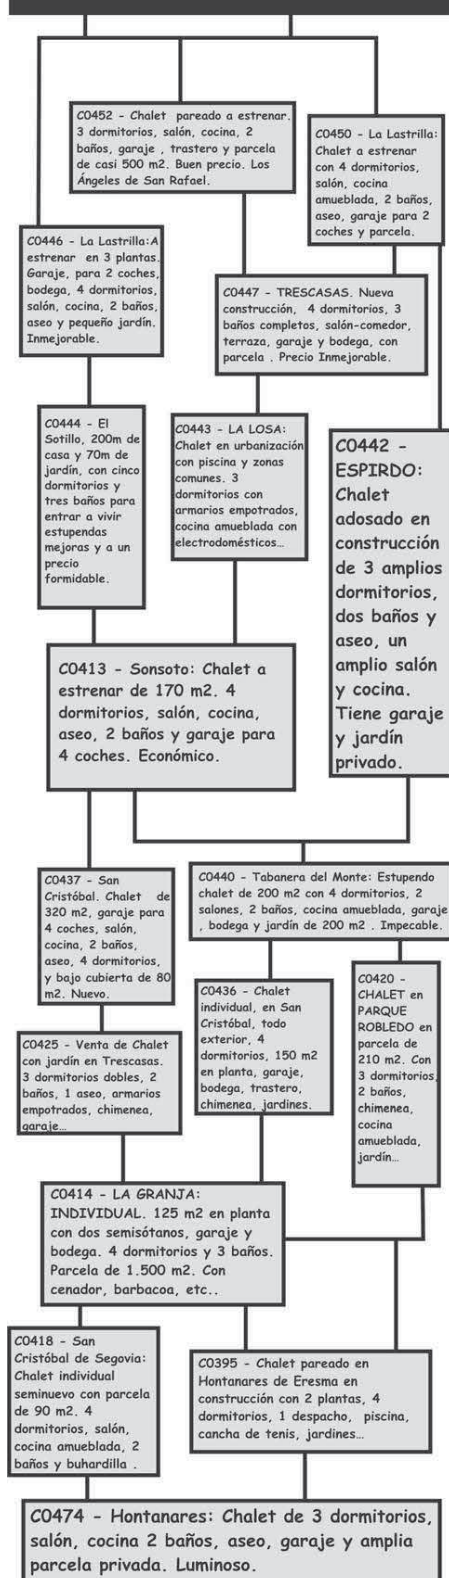 C0452 - Chalet pareado a estrenar.
3 dormitorios, salón, cocina, 2
baños, garaje , trastero y parcela
de casi 500 m2. Buen precio. Los
Ángeles de San Rafael.
C0450 - La Lastrilla:
Chalet a estrenar
con 4 dormitorios,
salón, cocina
amueblada, 2 baños,
aseo, garaje para 2
coches y parcela.
C0446 - La Lastrilla:A
estrenar en 3 plantas.
Garaje, para 2 coches,
bodega, 4 dormitorios,
salón, cocina, 2 baños,
aseo y pequeño jardín.
Inmejorable.
C0447 - TRESCASAS. Nueva
construcción, 4 dormitorios, 3
baños completos, salón-comedor,
terraza, garaje y bodega, con
parcela . Precio Inmejorable.
C0444 - El
Sotillo, 200m de
casa y 70m de
jardín, con cinco
dormitorios y
tres baños para
entrar a vivir
estupendas
mejoras y a un
precio
formidable.
C0443 - LA LOSA:
Chalet en urbanización
con piscina y zonas
comunes. 3
dormitorios con
armarios empotrados,
cocina amueblada con
electrodomésticos…
C0442 -
ESPIRDO:
Chalet
adosado en
construcción
de 3 amplios
dormitorios,
dos baños y
aseo, un
amplio salón
y cocina.
Tiene garaje
y jardín
privado.
C0413 - Sonsoto: Chalet a
estrenar de 170 m2. 4
dormitorios, salón, cocina,
aseo, 2 baños y garaje para
4 coches. Económico.
C0437 - San
Cristóbal. Chalet de
320 m2, garaje para
4 coches, salón,
cocina, 2 baños,
aseo, 4 dormitorios,
y bajo cubierta de 80
m2. Nuevo.
C0440 - Tabanera del Monte: Estupendo
chalet de 200 m2 con 4 dormitorios, 2
salones, 2 baños, cocina amueblada, garaje
, bodega y jardín de 200 m2 . Impecable.
C0436 - Chalet
individual, en San
Cristóbal, todo
exterior, 4
dormitorios, 150 m2
en planta, garaje,
bodega, trastero,
chimenea, jardines.
C0420 -
CHALET en
PARQUE
ROBLEDO en
parcela de
210 m2. Con
3 dormitorios,
2 baños,
chimenea,
cocina
amueblada,
jardín…
C0425 - Venta de Chalet
con jardín en Trescasas.
3 dormitorios dobles, 2
baños, 1 aseo, armarios
empotrados, chimenea,
garaje…
C0414 - LA GRANJA:
INDIVIDUAL. 125 m2 en planta
con dos semisótanos, garaje y
bodega. 4 dormitorios y 3 baños.
Parcela de 1.500 m2. Con
cenador, barbacoa, etc..
C0418 - San
Cristóbal de Segovia:
Chalet individual
seminuevo con parcela
de 90 m2. 4
dormitorios, salón,
cocina amueblada, 2
baños y buhardilla .
C0395 - Chalet pareado en
Hontanares de Eresma en
construcción con 2 plantas, 4
dormitorios, 1 despacho, piscina,
cancha de tenis, jardines…
C0474 - Hontanares: Chalet de 3 dormitorios,
salón, cocina 2 baños, aseo, garaje y amplia
parcela privada. Luminoso.